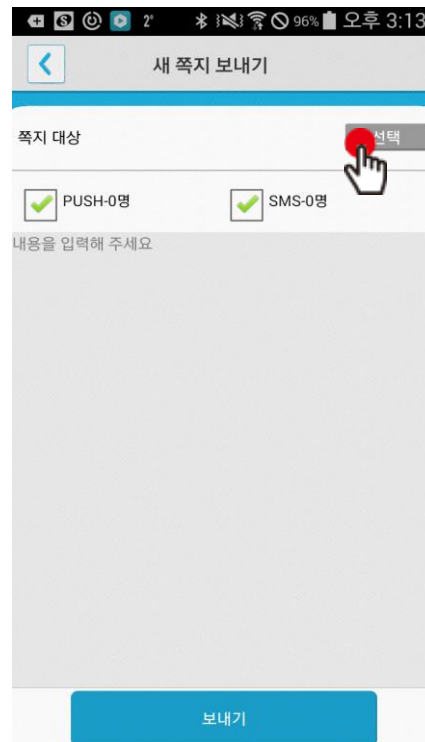 2° 96% 오후 3:13
새 쪽지 보내기
쪽지 대상 선택
PUSH-0명 SMS-0명
내용을 입력해 주세요
보내기